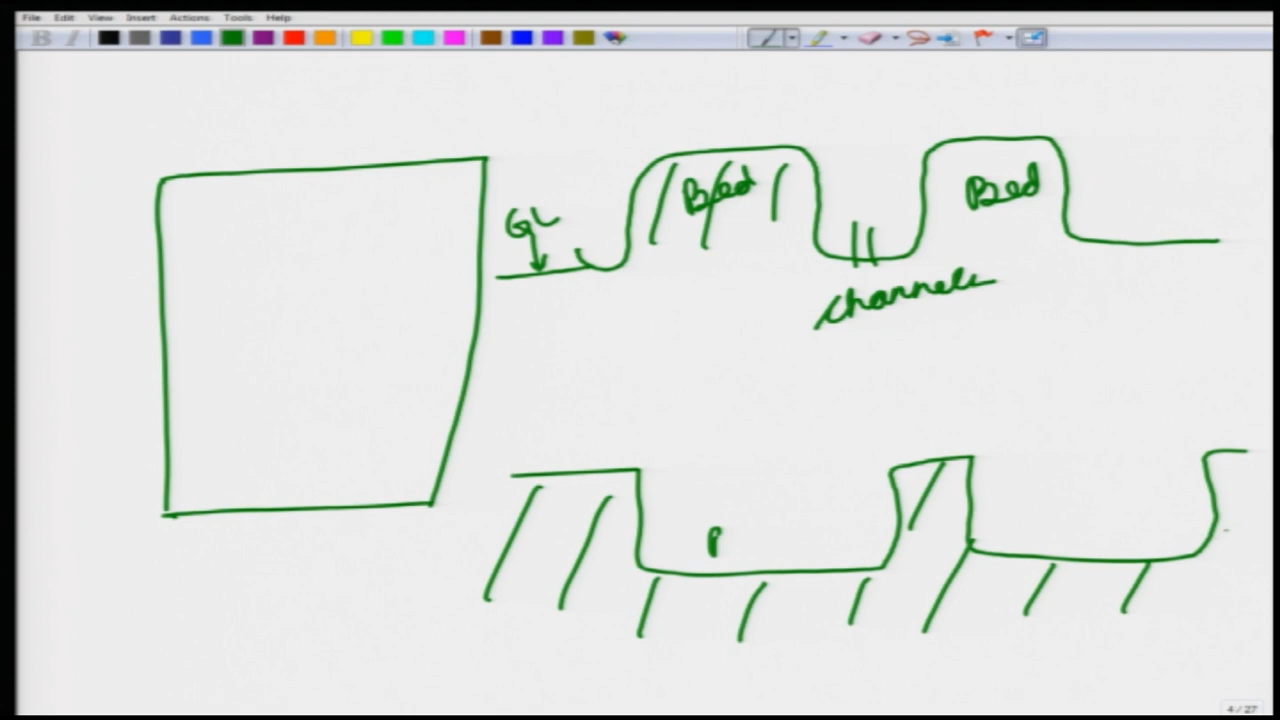 File Edit View Insert Actions Tools Help
B I
GL
Bed
Bed
channels
P
4 / 27